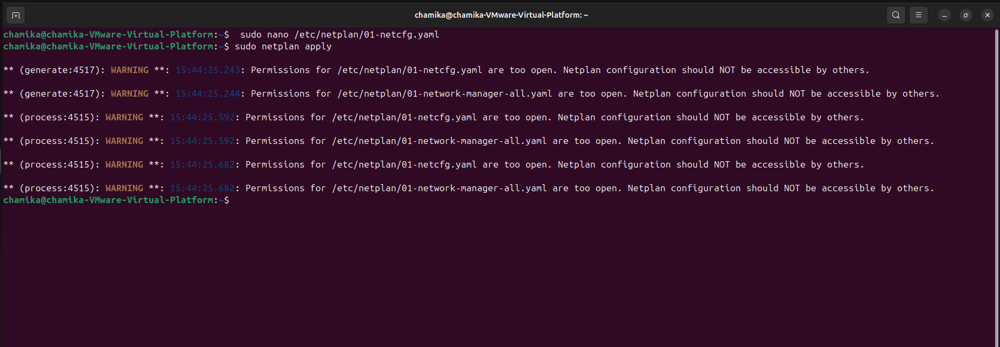 chamika@chamika-VMware-Virtual-Platform: ~
chamika@chamika-VMware-Virtual-Platform:~$  sudo nano /etc/netplan/01-netcfg.yaml
chamika@chamika-VMware-Virtual-Platform:~$ sudo netplan apply
** (generate:4517): WARNING **: 15:44:25.243: Permissions for /etc/netplan/01-netcfg.yaml are too open. Netplan configuration should NOT be accessible by others.
** (generate:4517): WARNING **: 15:44:25.244: Permissions for /etc/netplan/01-network-manager-all.yaml are too open. Netplan configuration should NOT be accessible by others.
** (process:4515): WARNING **: 15:44:25.592: Permissions for /etc/netplan/01-netcfg.yaml are too open. Netplan configuration should NOT be accessible by others.
** (process:4515): WARNING **: 15:44:25.592: Permissions for /etc/netplan/01-network-manager-all.yaml are too open. Netplan configuration should NOT be accessible by others.
** (process:4515): WARNING **: 15:44:25.682: Permissions for /etc/netplan/01-netcfg.yaml are too open. Netplan configuration should NOT be accessible by others.
** (process:4515): WARNING **: 15:44:25.682: Permissions for /etc/netplan/01-network-manager-all.yaml are too open. Netplan configuration should NOT be accessible by others.
chamika@chamika-VMware-Virtual-Platform:~$